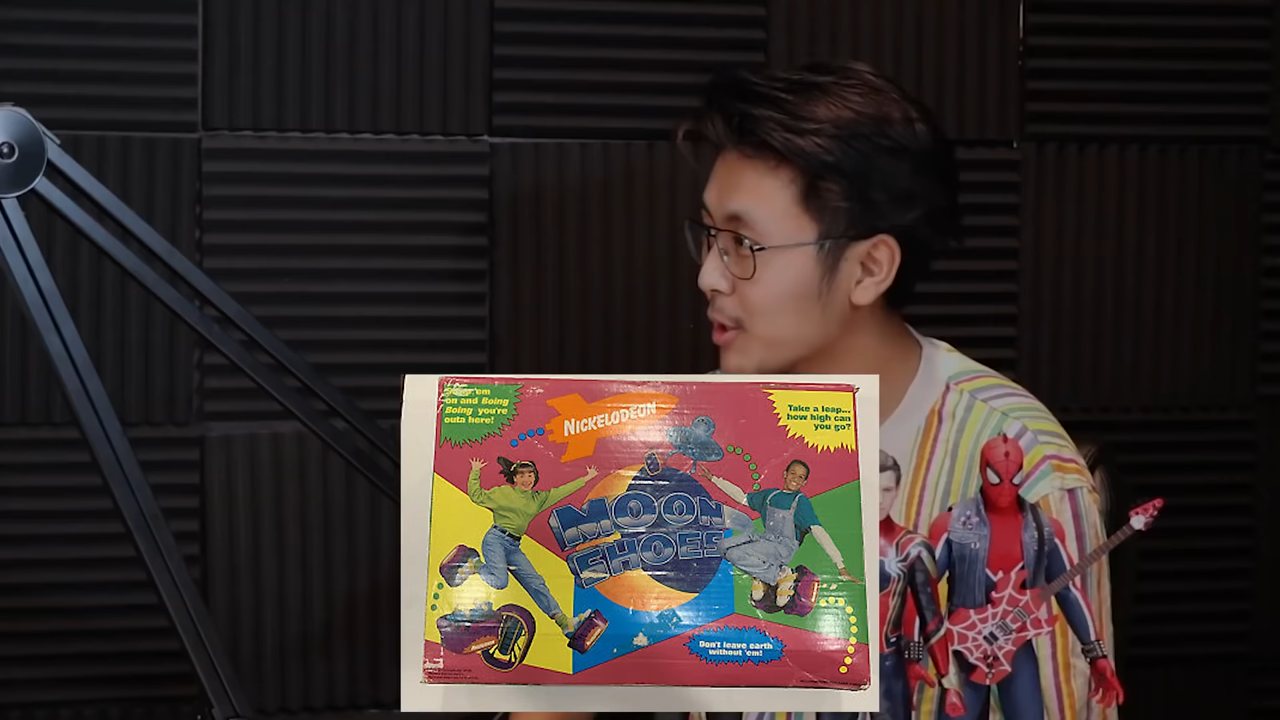 on and Boing
Boing you're
outa here!
NICKELODEON
Take a leap...
how high can
you go?
MOON
SHOES
Don't leave earth
without 'em!